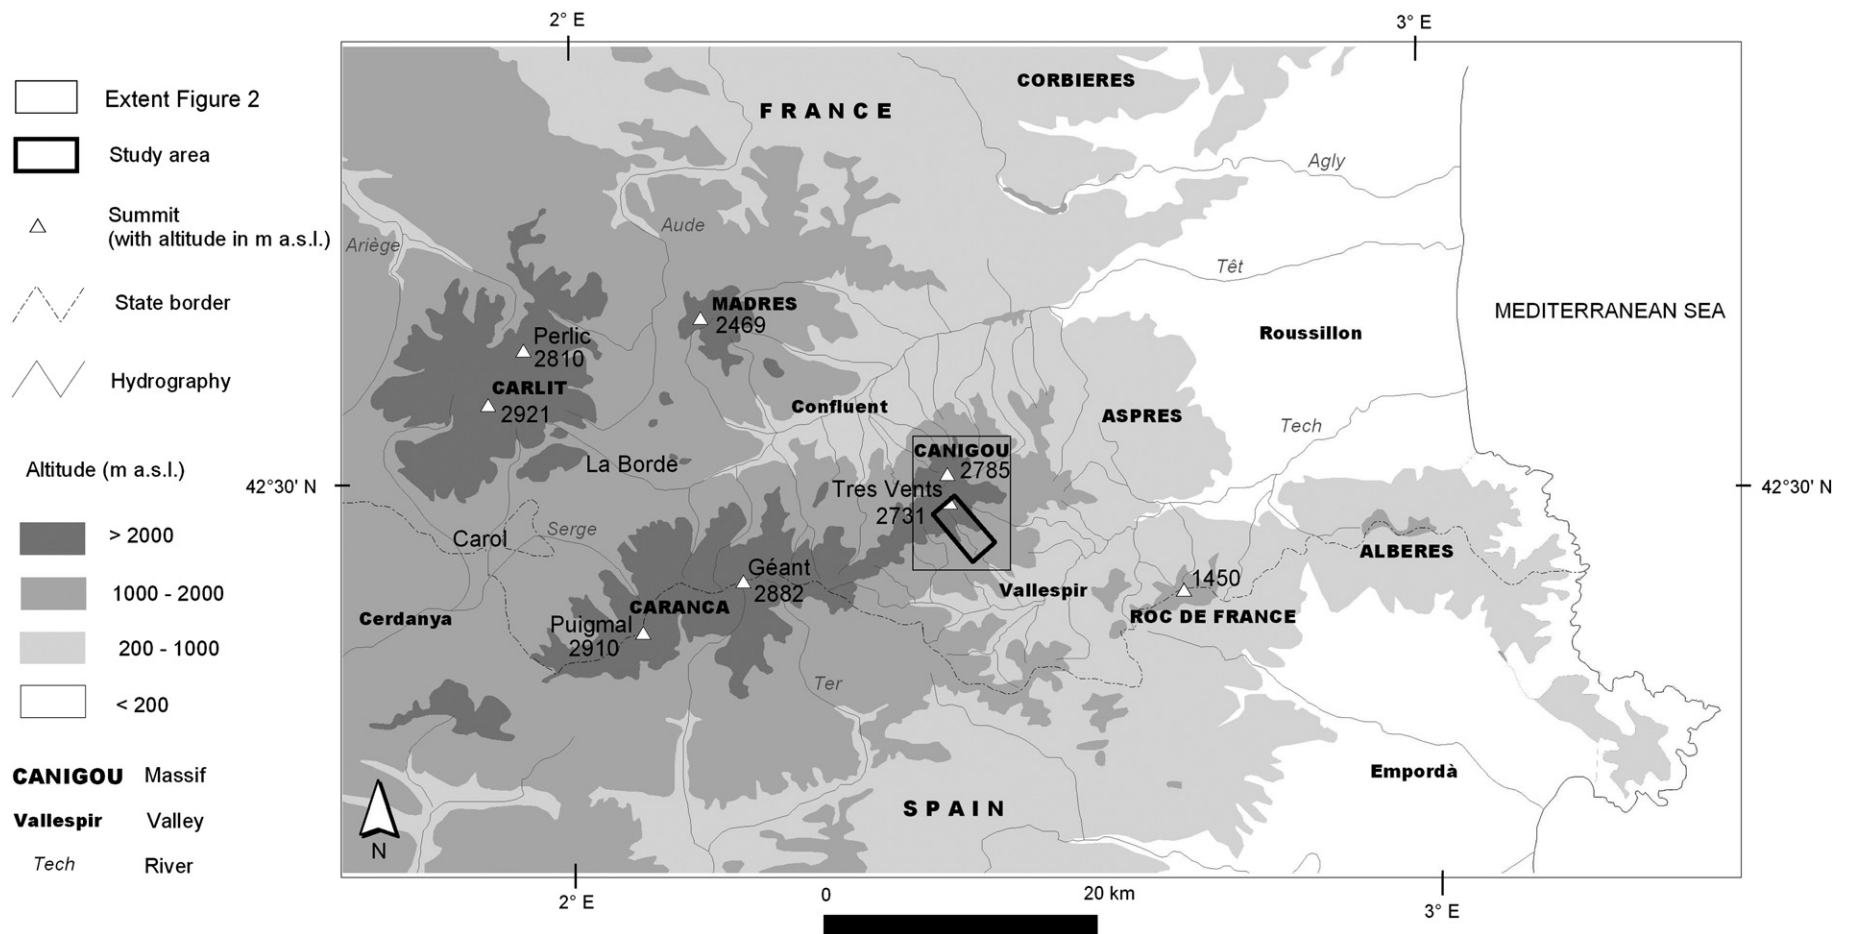 2° E
3° E
Extent Figure 2
Study area
Summit
(with altitude in m a.s.l.)
State border
Hydrography
Altitude (m a.s.l.)
> 2000
1000 - 2000
200 - 1000
< 200
CANIGOU Massif
Vallespir Valley
Tech River
CORBIERES
FRANCE
Agly
Ariège
Aude
Têt
MADRES
2469
MEDITERRANEAN SEA
Roussillon
Perlic
2810
CARLIT
2921
Confluent
ASPRES
Tech
CANIGOU
2785
La Borde
42°30' N
42°30' N
Tres Vents
2731
Carol
Serge
ALBERES
Géant
2882
1450
Vallespir
CARANCA
ROC DE FRANCE
Cerdanya
Puigmal
2910
Ter
Empordà
SPAIN
N
2° E
0
20 km
3° E